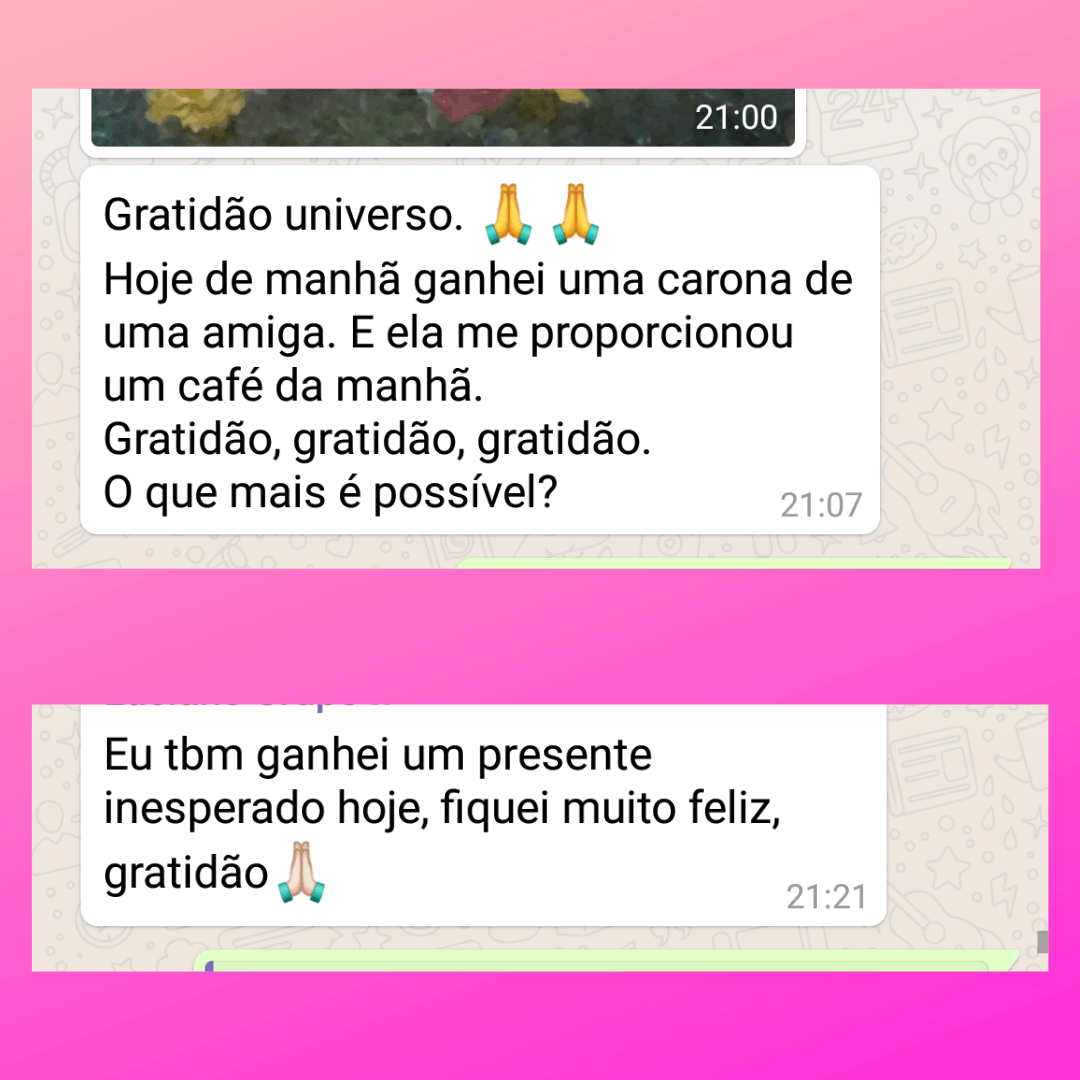 21:00
Gratidão universo. 🙏 🙏
Hoje de manhã ganhei uma carona de
uma amiga. E ela me proporcionou
um café da manhã.
Gratidão, gratidão, gratidão.
O que mais é possível?
21:07
Eu tbm ganhei um presente
inesperado hoje, fiquei muito feliz,
gratidão 🙏🏻
21:21